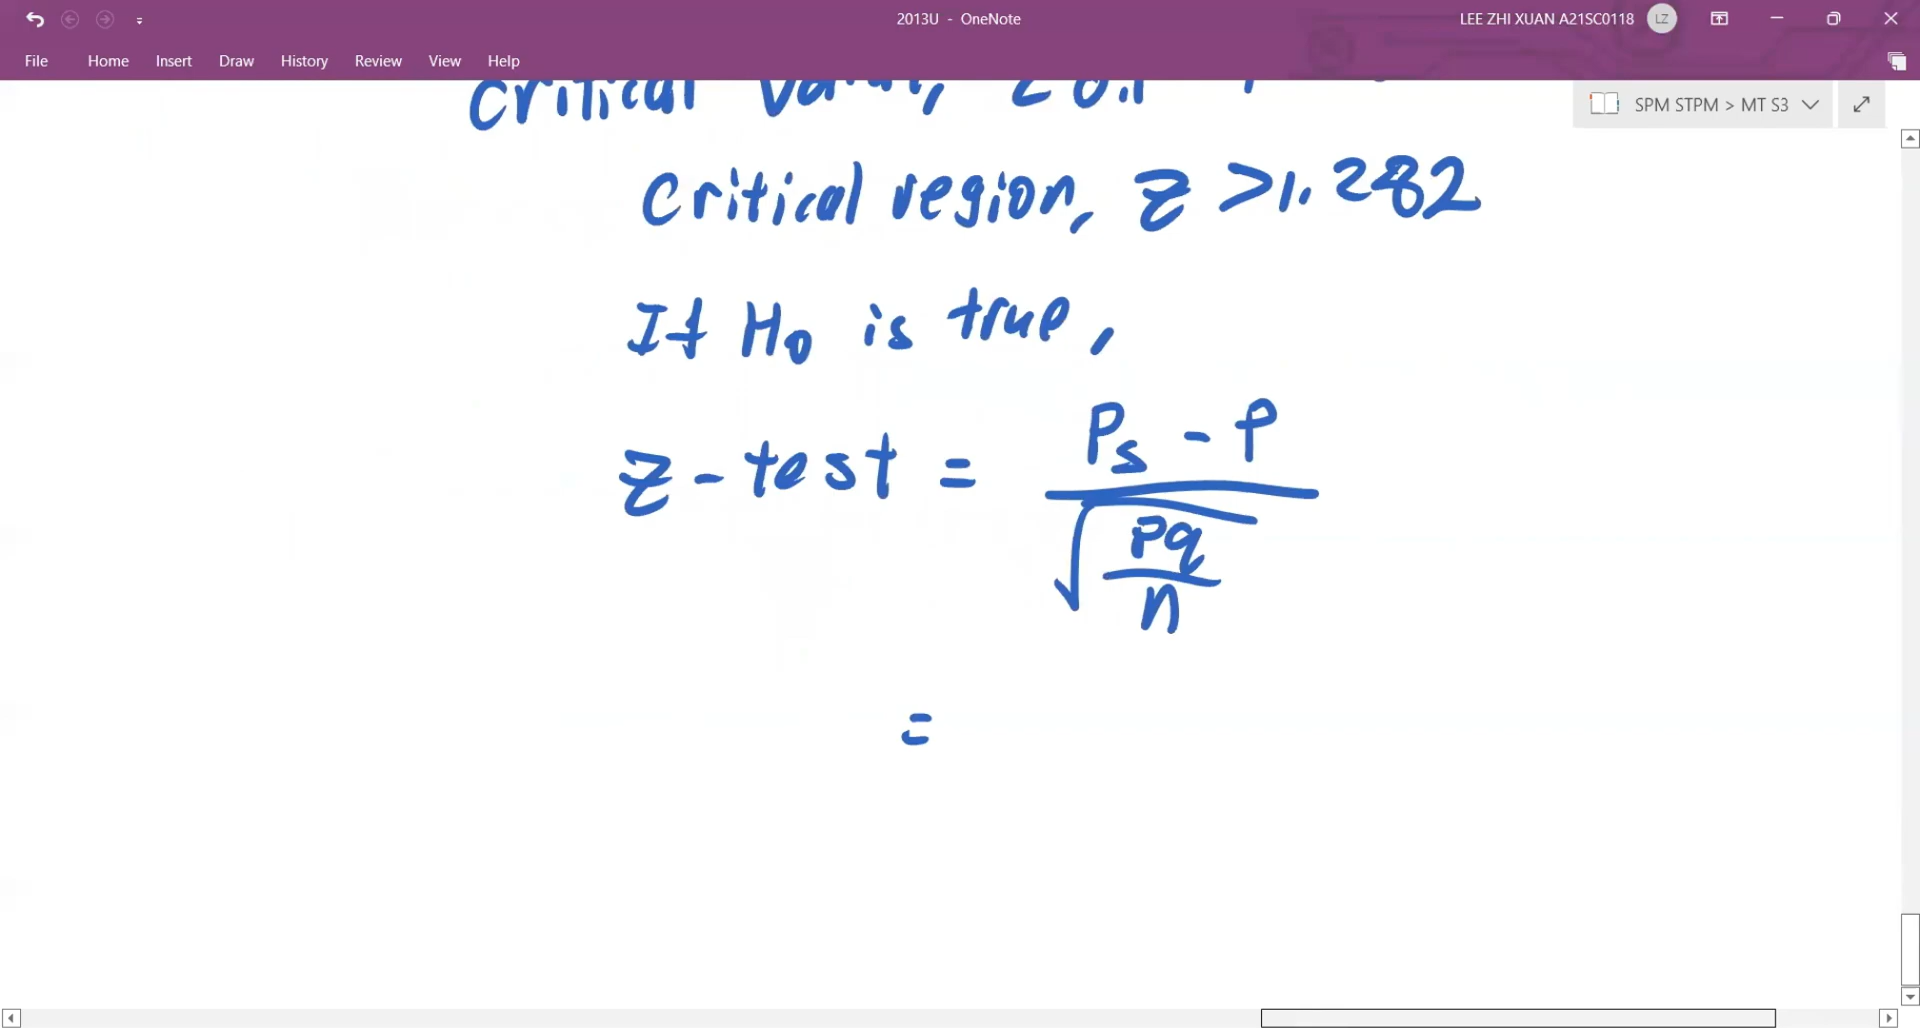 2013U - OneNote
LEE ZHI XUAN A21SC0118
LZ
File Home Insert Draw History Review View Help
SPM STPM > MT S3
Critical
Critical region, z > 1.282
If H₀ is true,
z-test = (Pₛ - P) / √(pq/n)
=